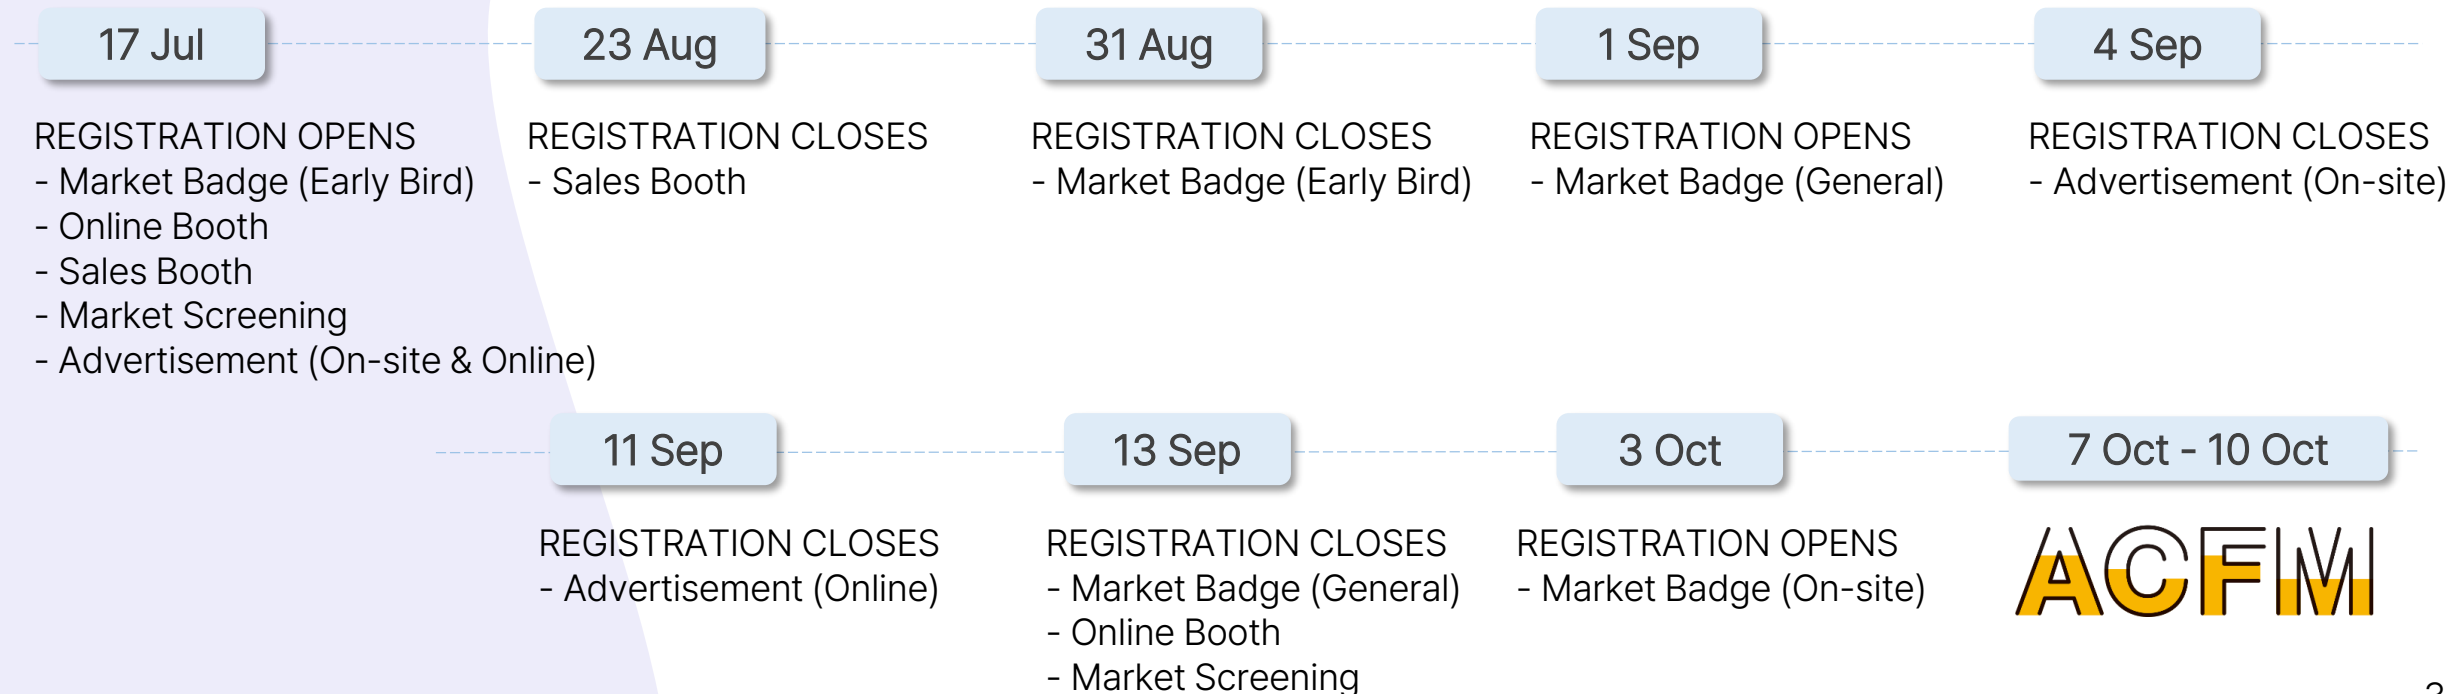 17 Jul
23 Aug
31 Aug
1 Sep
4 Sep
REGISTRATION OPENS
- Market Badge (Early Bird)
- Online Booth
- Sales Booth
- Market Screening
- Advertisement (On-site & Online)
REGISTRATION CLOSES
- Sales Booth
REGISTRATION CLOSES
- Market Badge (Early Bird)
REGISTRATION OPENS
- Market Badge (General)
REGISTRATION CLOSES
- Advertisement (On-site)
11 Sep
13 Sep
3 Oct
7 Oct - 10 Oct
REGISTRATION CLOSES
- Advertisement (Online)
REGISTRATION CLOSES
- Market Badge (General)
- Online Booth
- Market Screening
REGISTRATION OPENS
- Market Badge (On-site)
ACFM